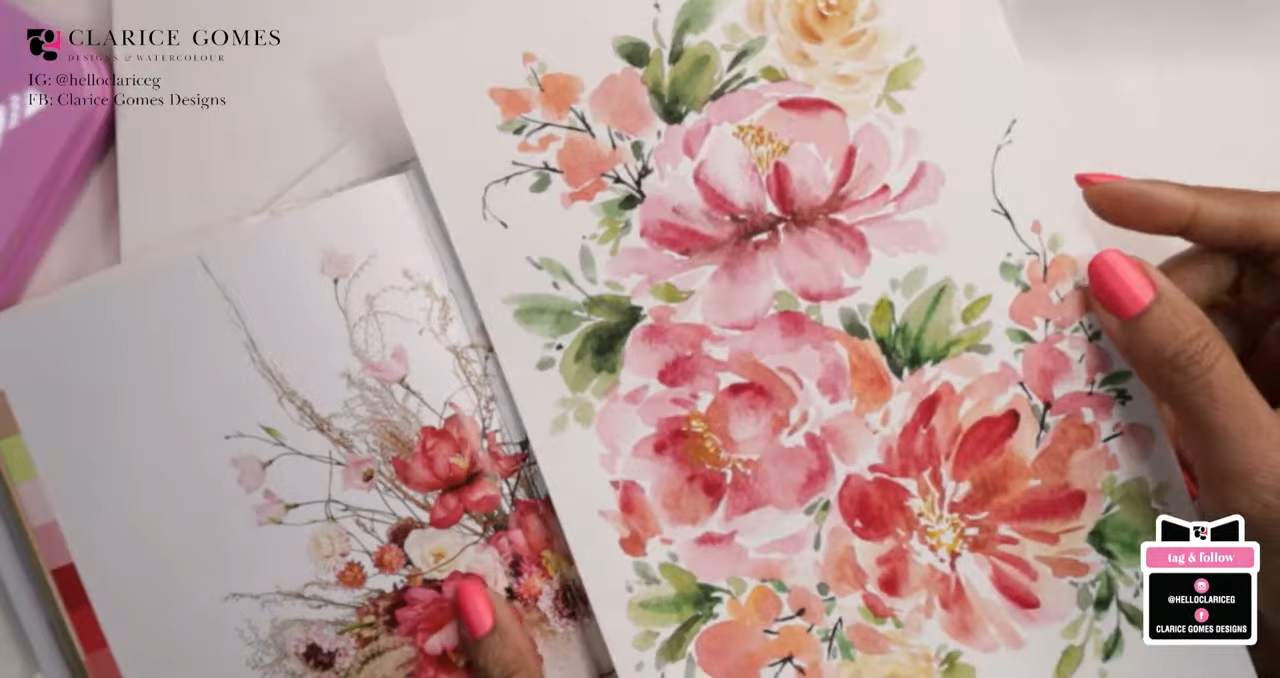 CLARICE GOMES
DESIGNS & WATERCOLOUR
IG: @helloclariceg
FB: Clarice Gomes Designs
tag & follow
@HELLOCLARICEG
CLARICE GOMES DESIGNS